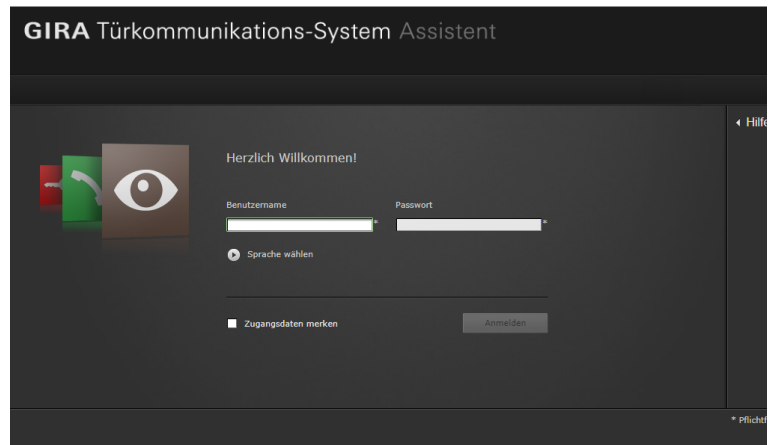 GIRA Türkommunikations-System Assistent
Hilfe
Herzlich Willkommen!
Benutzername Passwort
* *
Sprache wählen
Zugangsdaten merken Anmelden
* Pflichtf